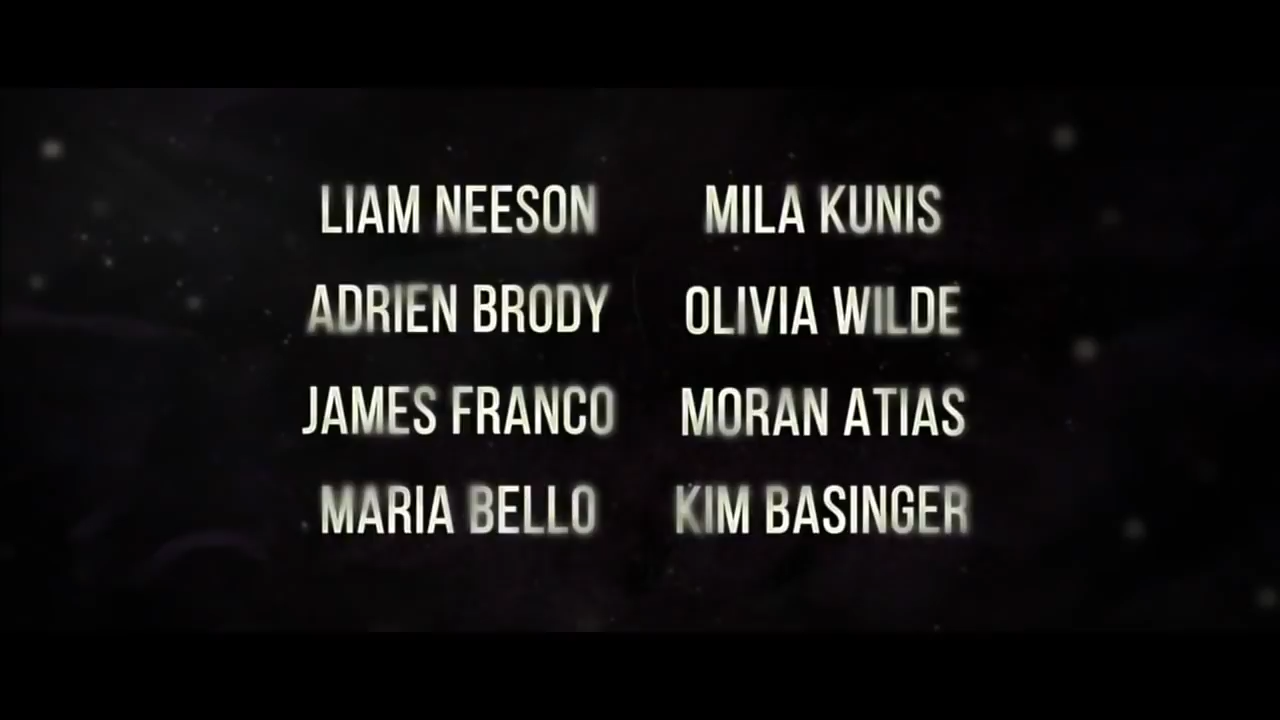 LIAM NEESON
MILA KUNIS
ADRIEN BRODY
OLIVIA WILDE
JAMES FRANCO
MORAN ATIAS
MARIA BELLO
KIM BASINGER